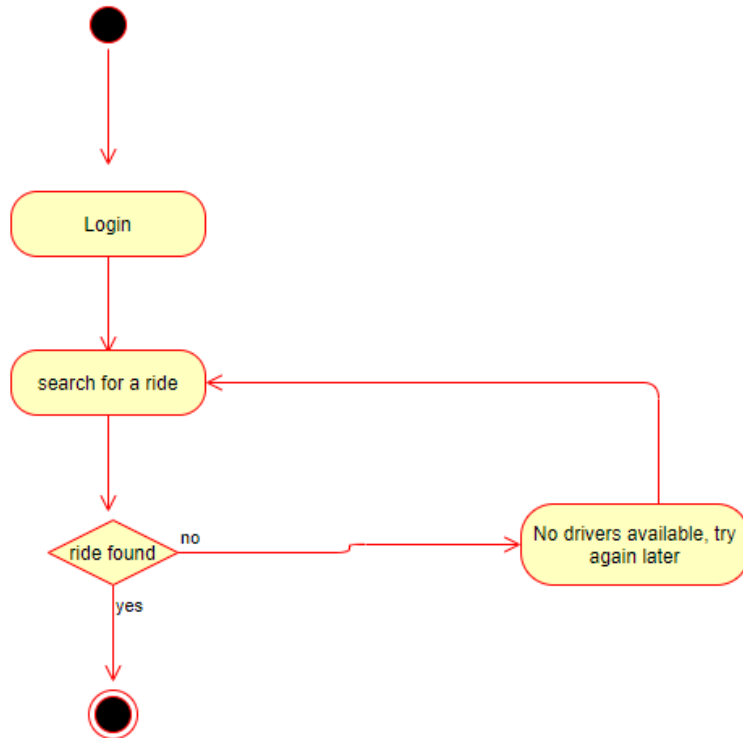 Login
search for a ride
ride found
no
No drivers available, try
again later
yes